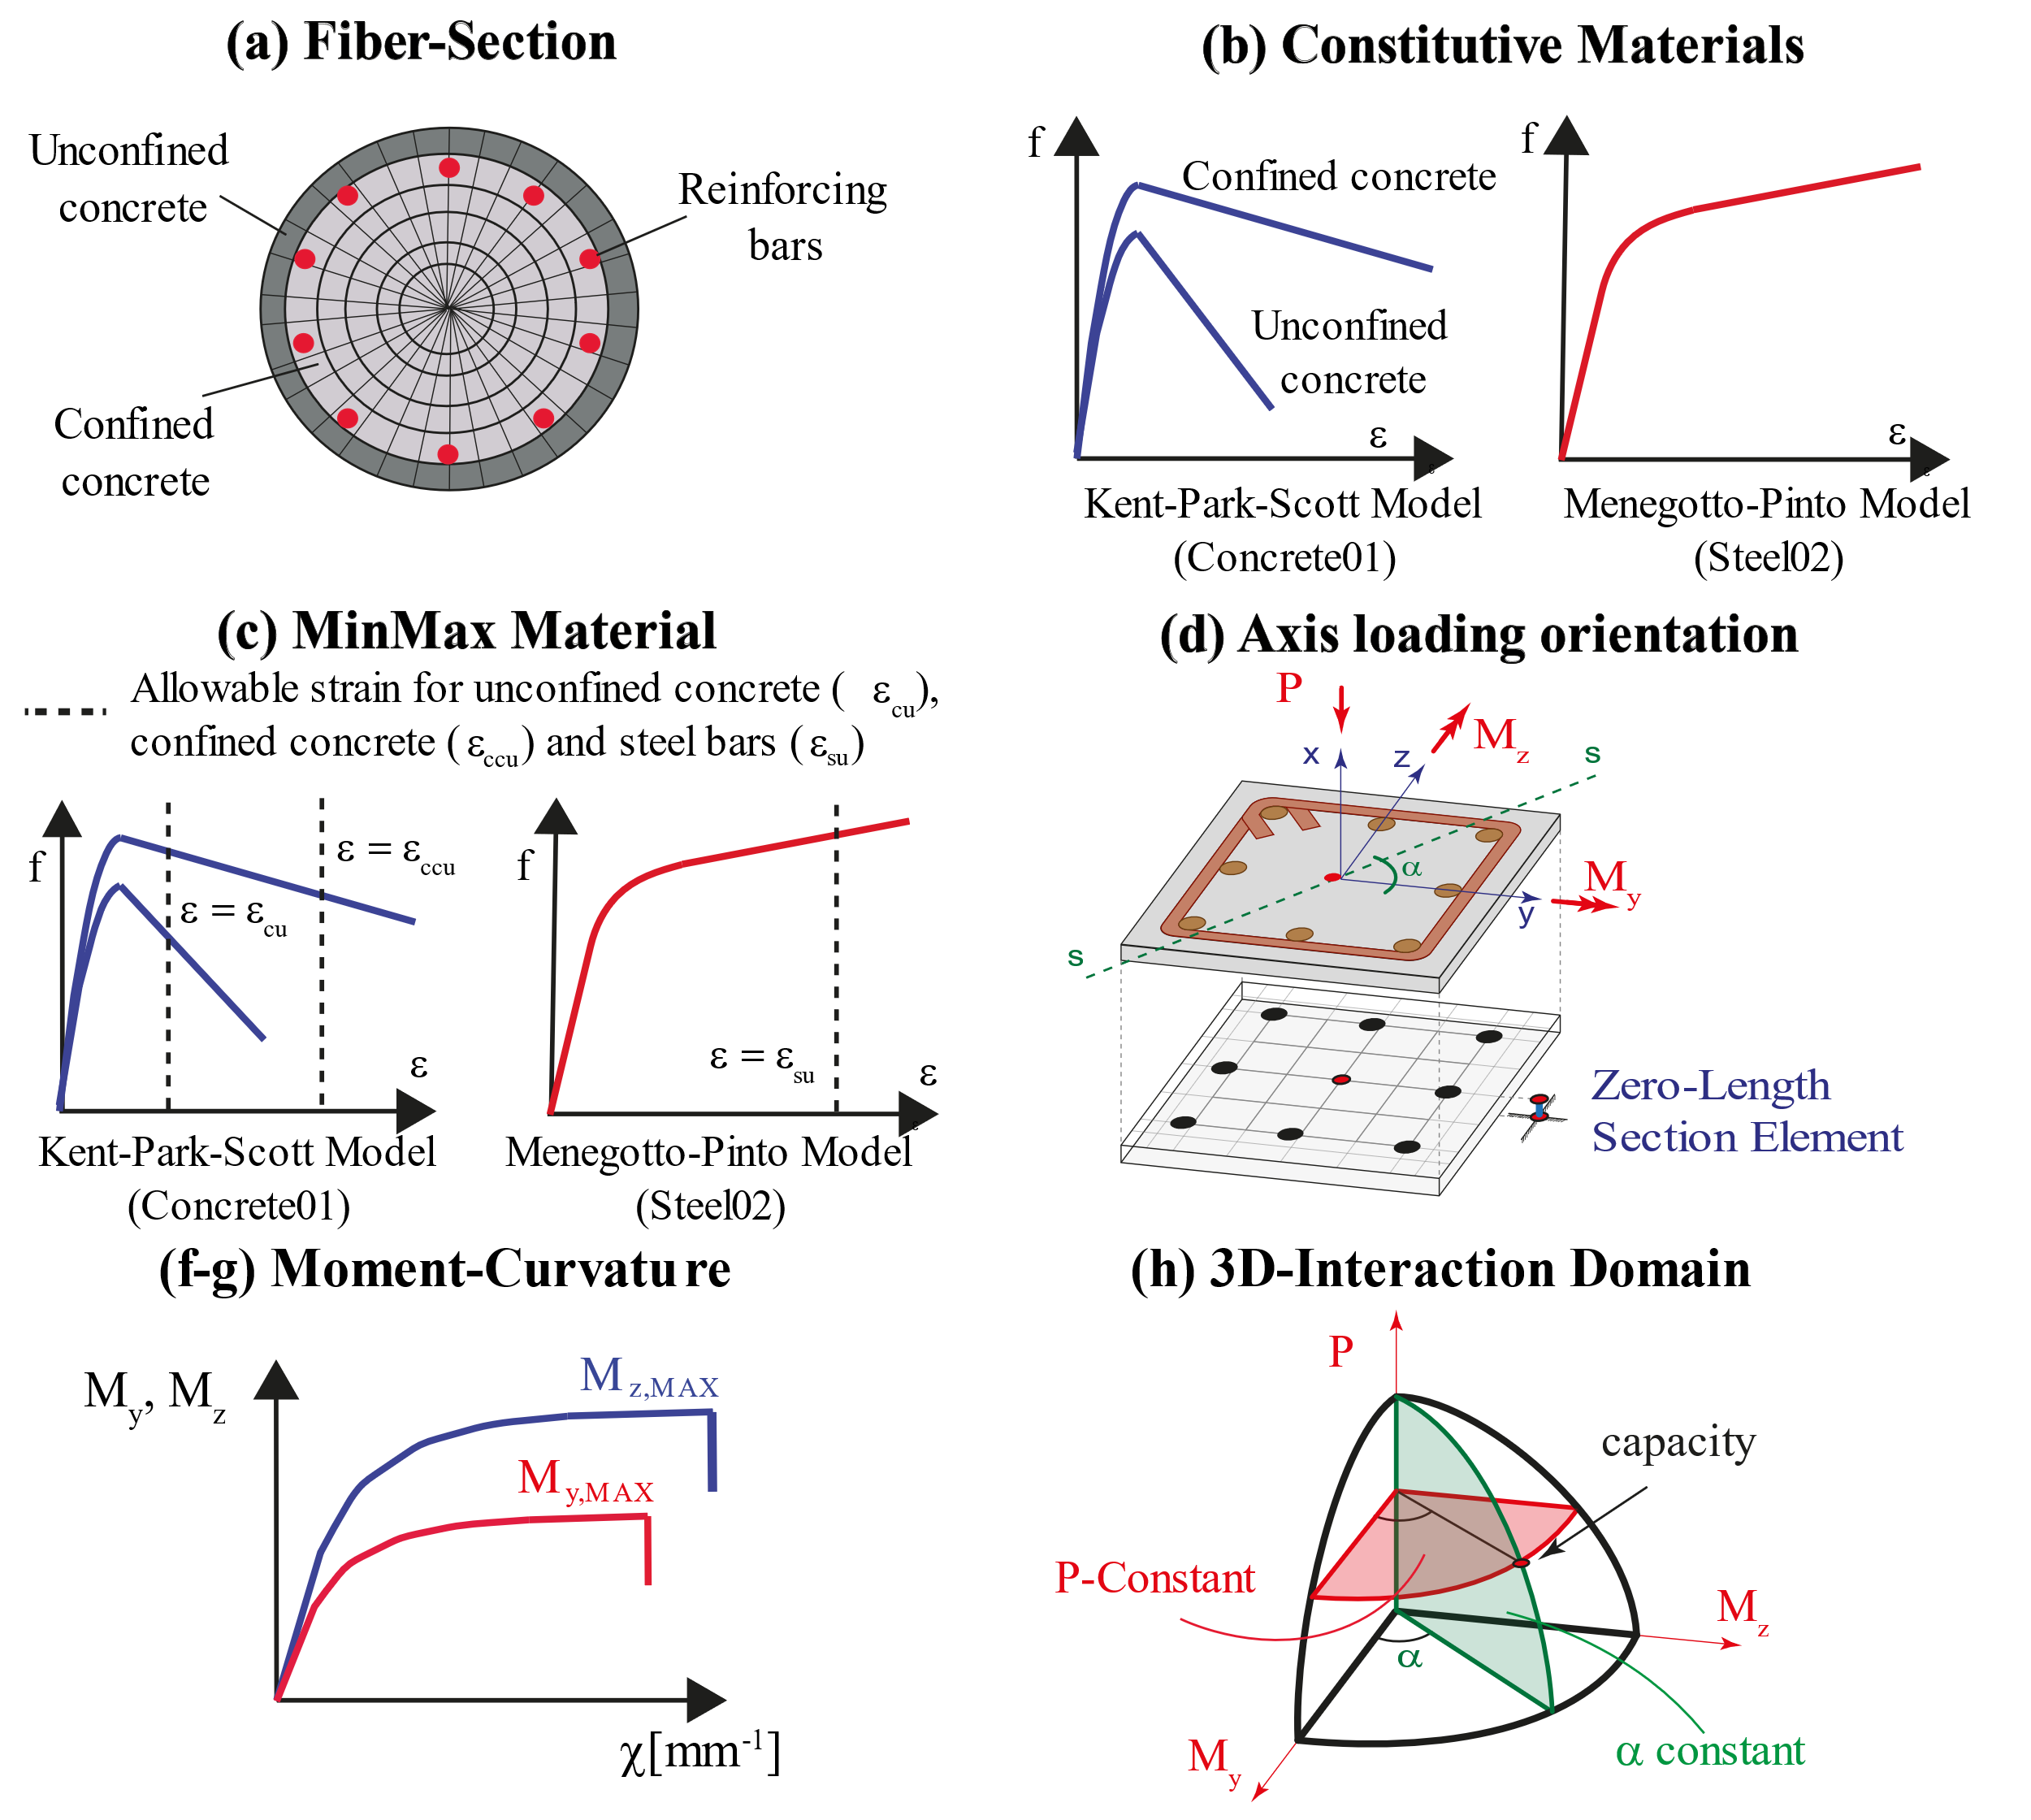 (a) Fiber-Section
Unconfined
concrete
Reinforcing
bars
Confined
concrete
(b) Constitutive Materials
f
Confined concrete
Unconfined
concrete
ε
Kent-Park-Scott Model
(Concrete01)
f
ε
Menegotto-Pinto Model
(Steel02)
(c) MinMax Material
Allowable strain for unconfined concrete ( εcu),
confined concrete (εccu) and steel bars (εsu)
f
ε = εccu
ε = εcu
ε
Kent-Park-Scott Model
(Concrete01)
f
ε = εsu
ε
Menegotto-Pinto Model
(Steel02)
(d) Axis loading orientation
P
Mz
x
z
s
α
My
y
s
Zero-Length
Section Element
(f-g) Moment-Curvature
My, Mz
Mz,MAX
My,MAX
χ[mm-1]
(h) 3D-Interaction Domain
P
capacity
P-Constant
Mz
α
My
α constant